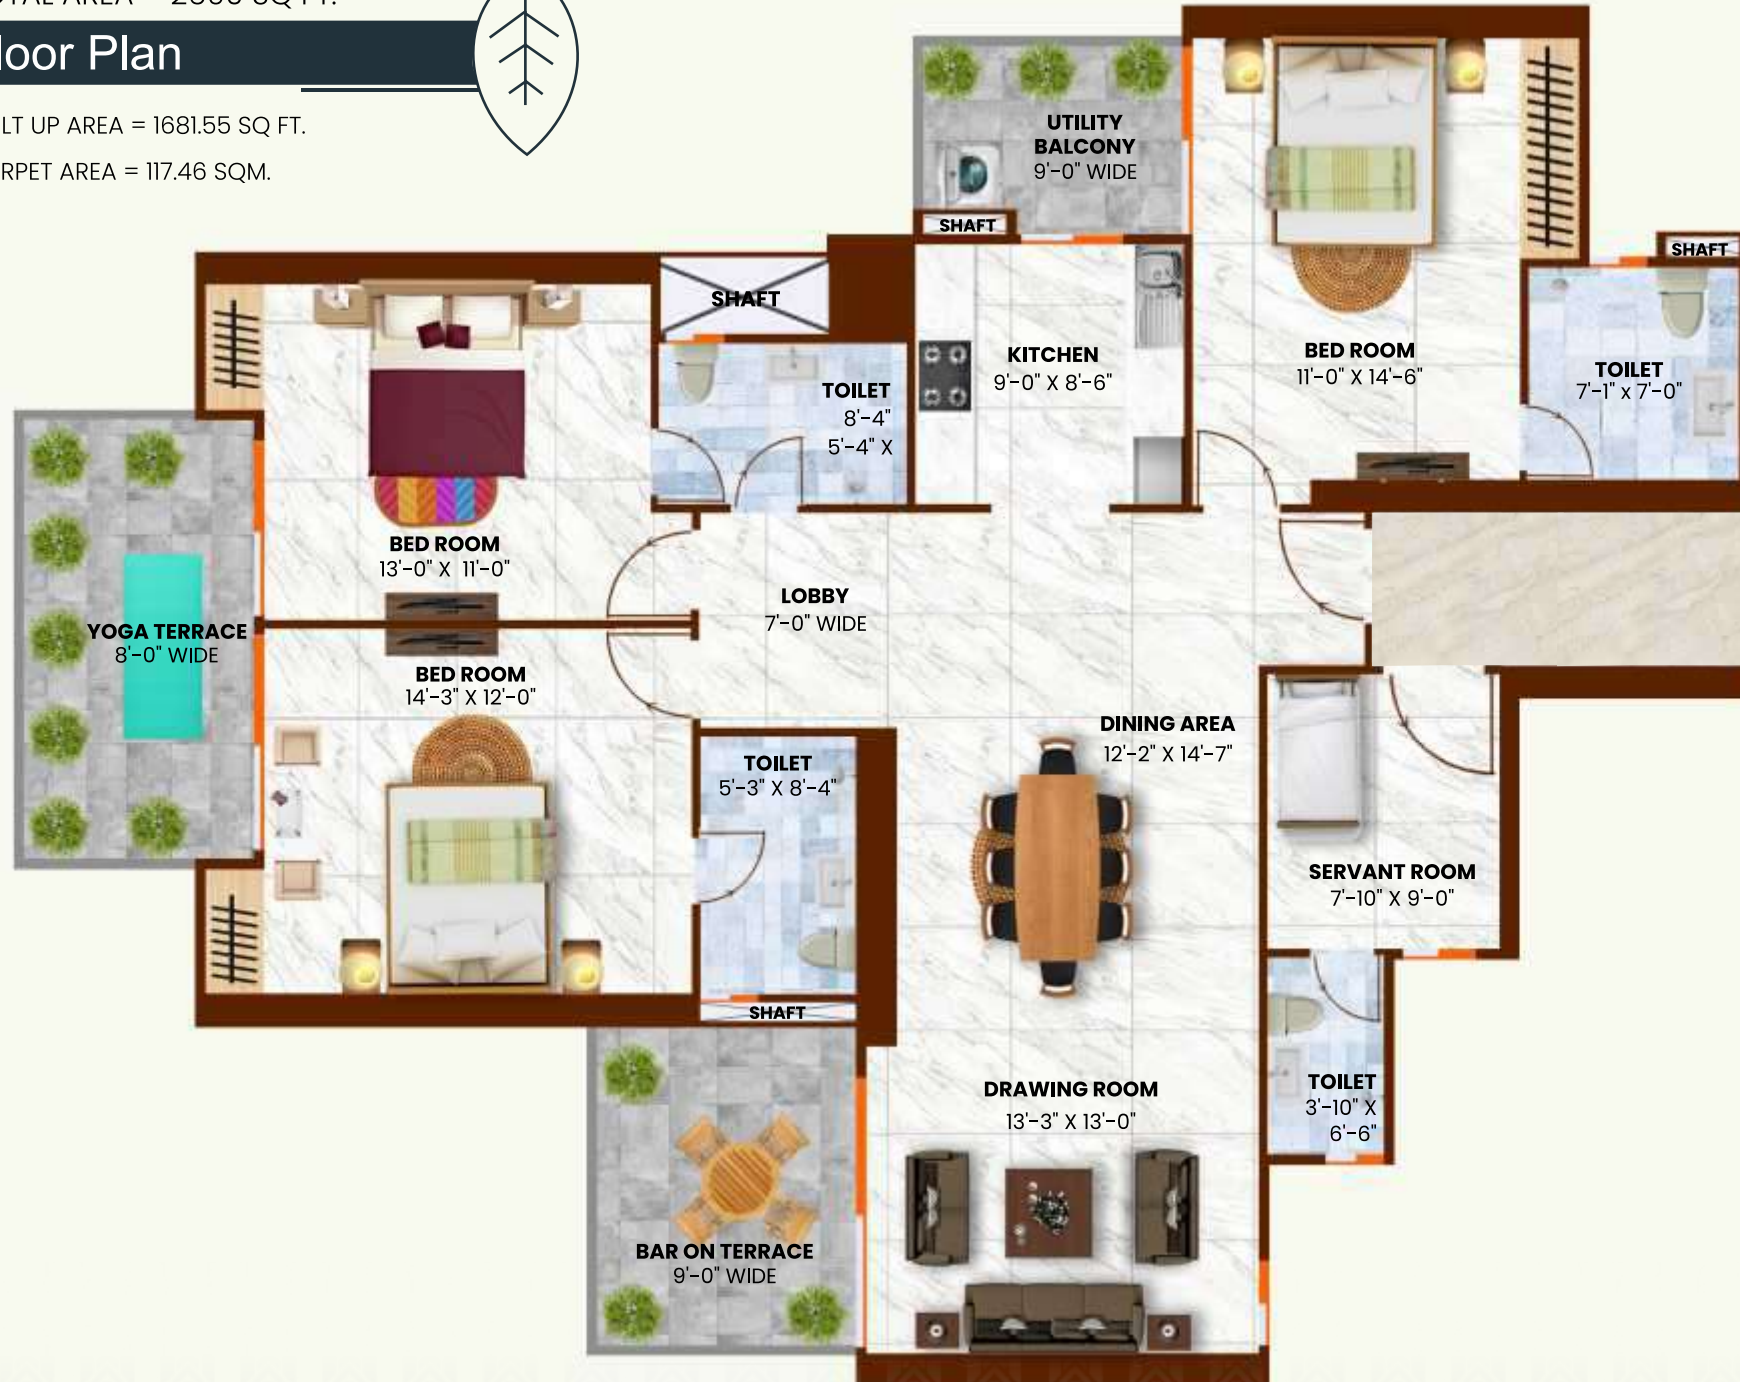 AREA
SQ FT.
loor Plan
LT UP AREA = 1681.55 SQ FT.
RPET AREA = 117.46 SQM.
UTILITY
BALCONY
9'-0" WIDE
SHAFT
SHAFT
SHAFT
BED ROOM
11'-0" X 14'-6"
TOILET
7'-1" x 7'-0"
KITCHEN
9'-0" X 8'-6"
TOILET
8'-4"
5'-4" X
BED ROOM
13'-0" X 11'-0"
LOBBY
7'-0" WIDE
YOGA TERRACE
8'-0" WIDE
BED ROOM
14'-3" X 12'-0"
DINING AREA
12'-2" X 14'-7"
TOILET
5'-3" X 8'-4"
SERVANT ROOM
7'-10" X 9'-0"
SHAFT
DRAWING ROOM
13'-3" X 13'-0"
TOILET
3'-10" X
6'-6"
BAR ON TERRACE
9'-0" WIDE